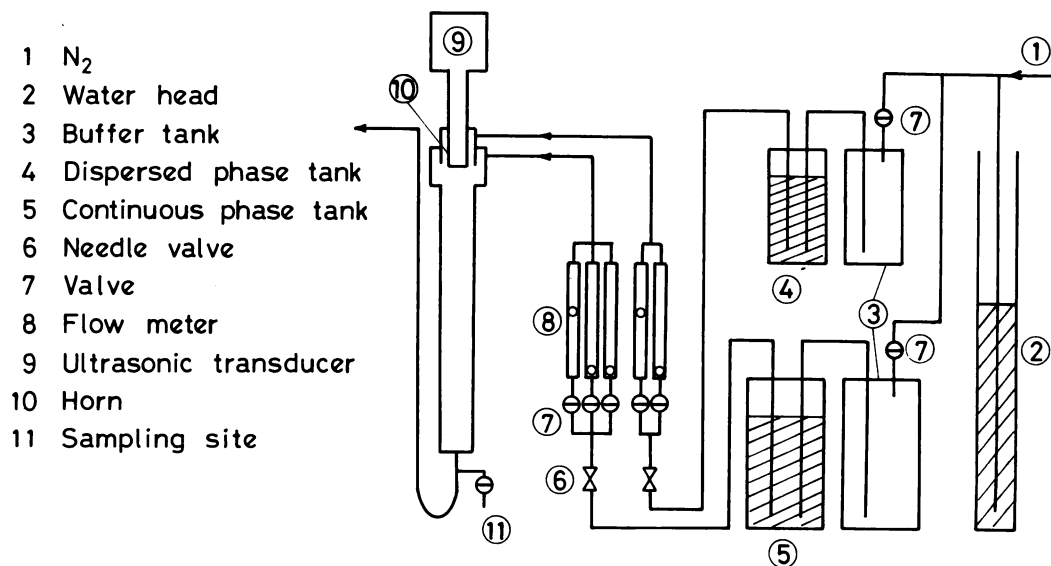 1 N₂
2 Water head
3 Buffer tank
4 Dispersed phase tank
5 Continuous phase tank
6 Needle valve
7 Valve
8 Flow meter
9 Ultrasonic transducer
10 Horn
11 Sampling site
9
10
1
7
4
3
8
7
2
7
6
11
5